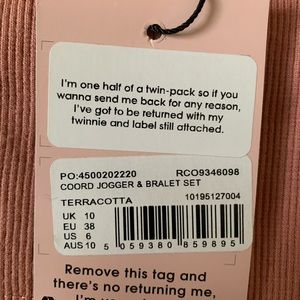 I'm one half of a twin-pack so if you
wanna send me back for any reason,
I've got to be returned with my
twinnie and label still attached.
PO:4500202220 RCO9346098
COORD JOGGER & BRALET SET
TERRACOTTA 10195127004
UK 10
EU 38
US 6
AUS 10
5 059380 859895
Remove this tag and
there's no returning me,